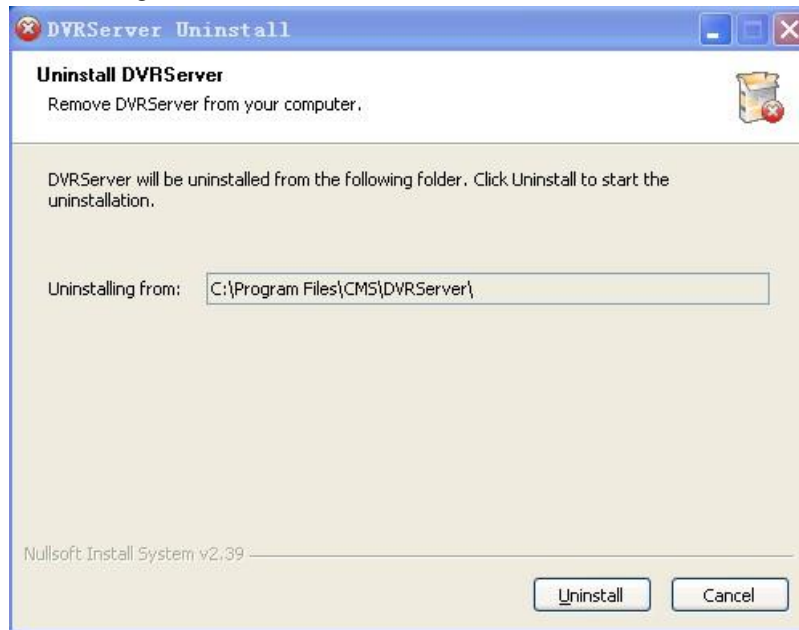 DVRServer Uninstall
Uninstall DVRServer
Remove DVRServer from your computer.
DVRServer will be uninstalled from the following folder. Click Uninstall to start the
uninstallation.
Uninstalling from: C:\Program Files\CMS\DVRServer\
Nullsoft Install System v2.39
Uninstall Cancel